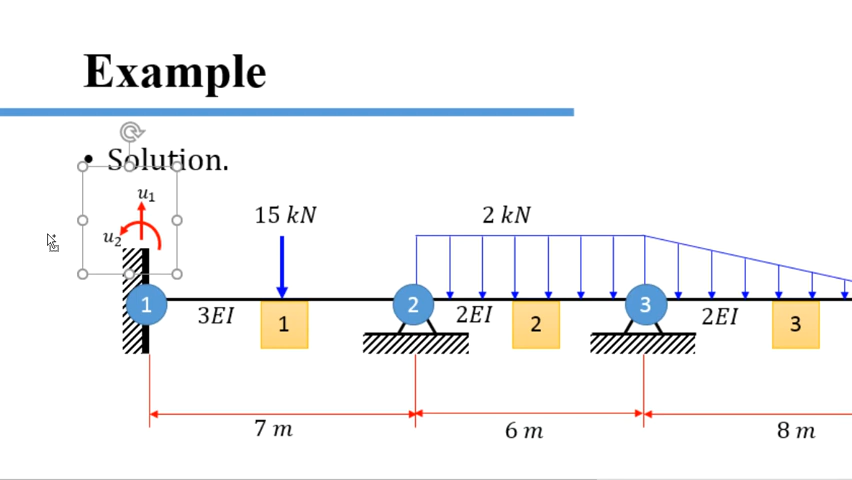 Example
• Solution.
u₁
u₂
15 kN
2 kN
1
2
3
3EI
2EI
2EI
1
2
3
7 m
6 m
8 m